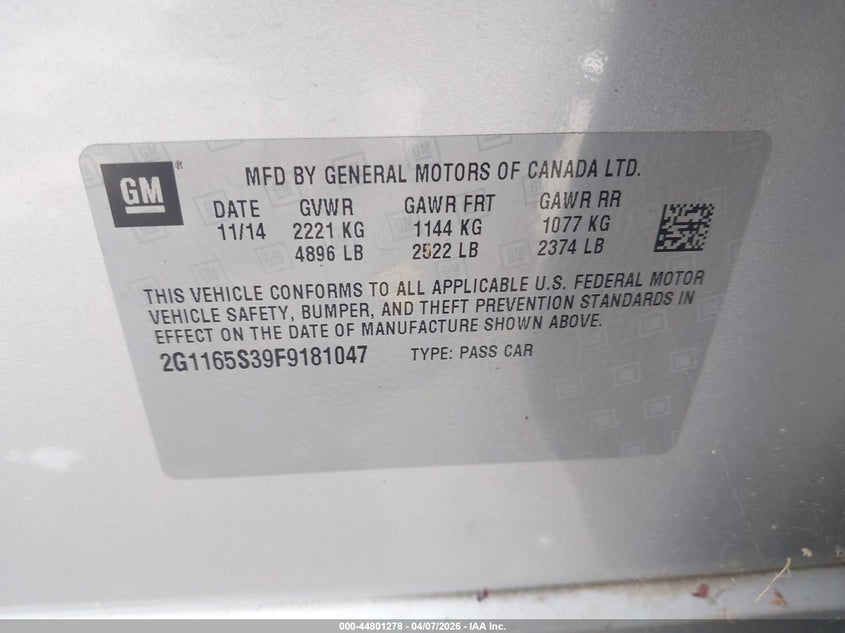 GM
MFD BY GENERAL MOTORS OF CANADA LTD.
DATE GVWR GAWR FRT GAWR RR
11/14 2221 KG 1144 KG 1077 KG
4896 LB 2522 LB 2374 LB
THIS VEHICLE CONFORMS TO ALL APPLICABLE U.S. FEDERAL MOTOR
VEHICLE SAFETY, BUMPER, AND THEFT PREVENTION STANDARDS IN
EFFECT ON THE DATE OF MANUFACTURE SHOWN ABOVE.
2G1165S39F9181047 TYPE: PASS CAR
000-44801278 - 04/07/2026 - IAA Inc.